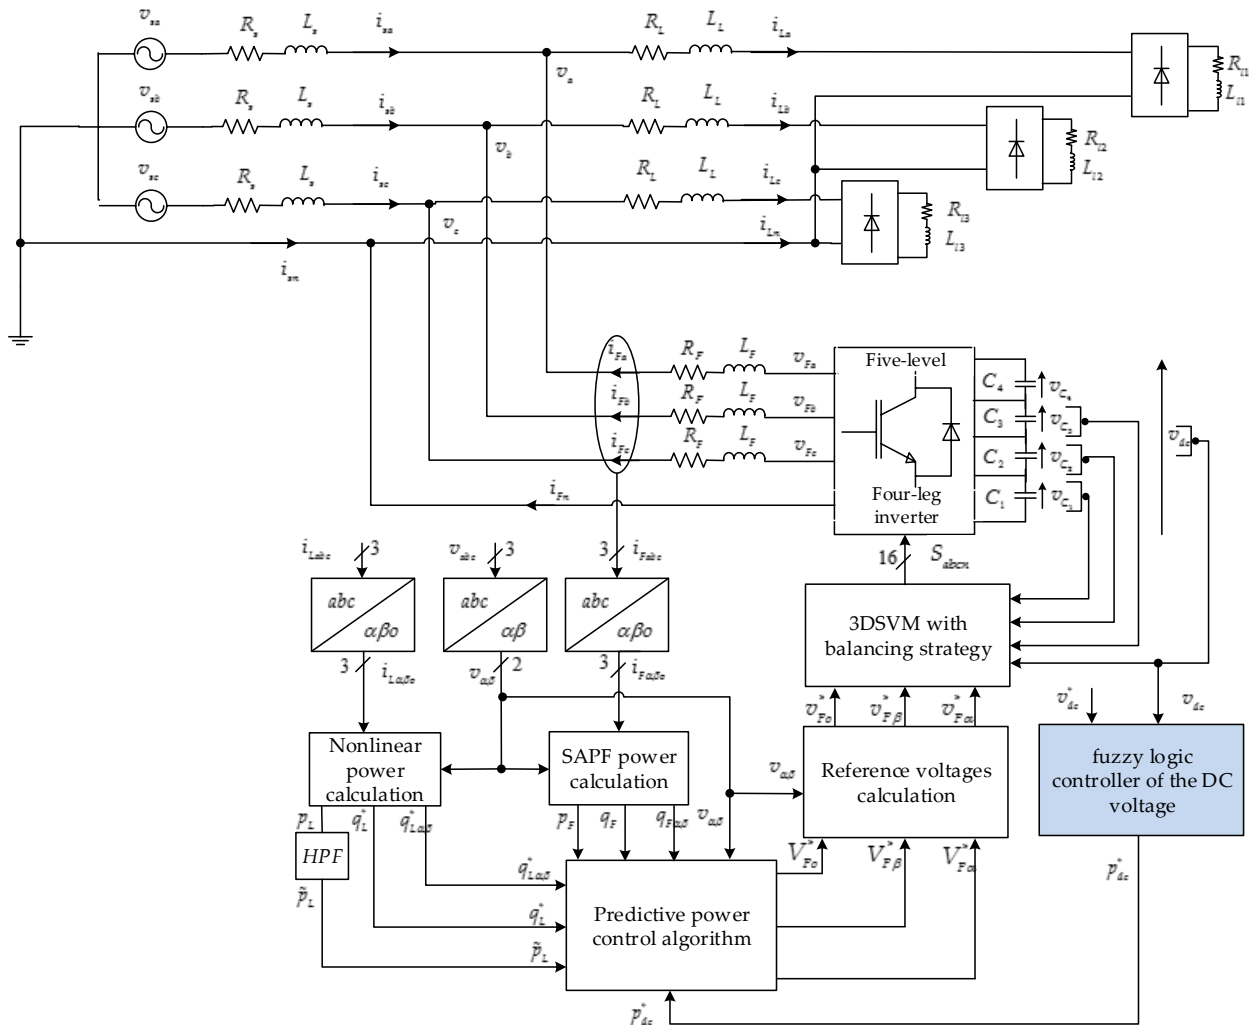 v_sa
R_s L_s i_sa R_L L_L i_La
R_l1
L_l1
v_a
v_sb
R_s L_s i_sb R_L L_L i_Lb
R_l2
L_l2
v_b
v_sc
R_s L_s i_sc R_L L_L i_Lc
R_l3
L_l3
v_c
i_Ln
i_sn
i_Fa R_F L_F v_Fa
i_Fb R_F L_F v_Fb
i_Fc R_F L_F v_Fc
i_Fn
Five-level
Four-leg
inverter
C_4 v_C4
C_3 v_C3
C_2 v_C2
C_1 v_C1
v_dc
i_Labc 3
v_abc 3
3 i_Fabc
16 S_abcn
abc
αβo
abc
αβ
abc
αβo
3 i_Lαβo
v_αβ 2
3 i_Fαβo
3DSVM with
balancing strategy
v*_Fo v*_Fβ v*_Fα
v*_dc v_dc
Nonlinear
power
calculation
SAPF power
calculation
v_αβ
Reference voltages
calculation
fuzzy logic
controller of the DC
voltage
p_L q*_L q*_Lαβ
p_F q_F q_Fαβ v_αβ
HPF
p̃_L
V*_Fo V*_Fβ V*_Fα
p*_dc
q*_Lαβ
q*_L
p̃_L
Predictive power
control algorithm
p*_dc